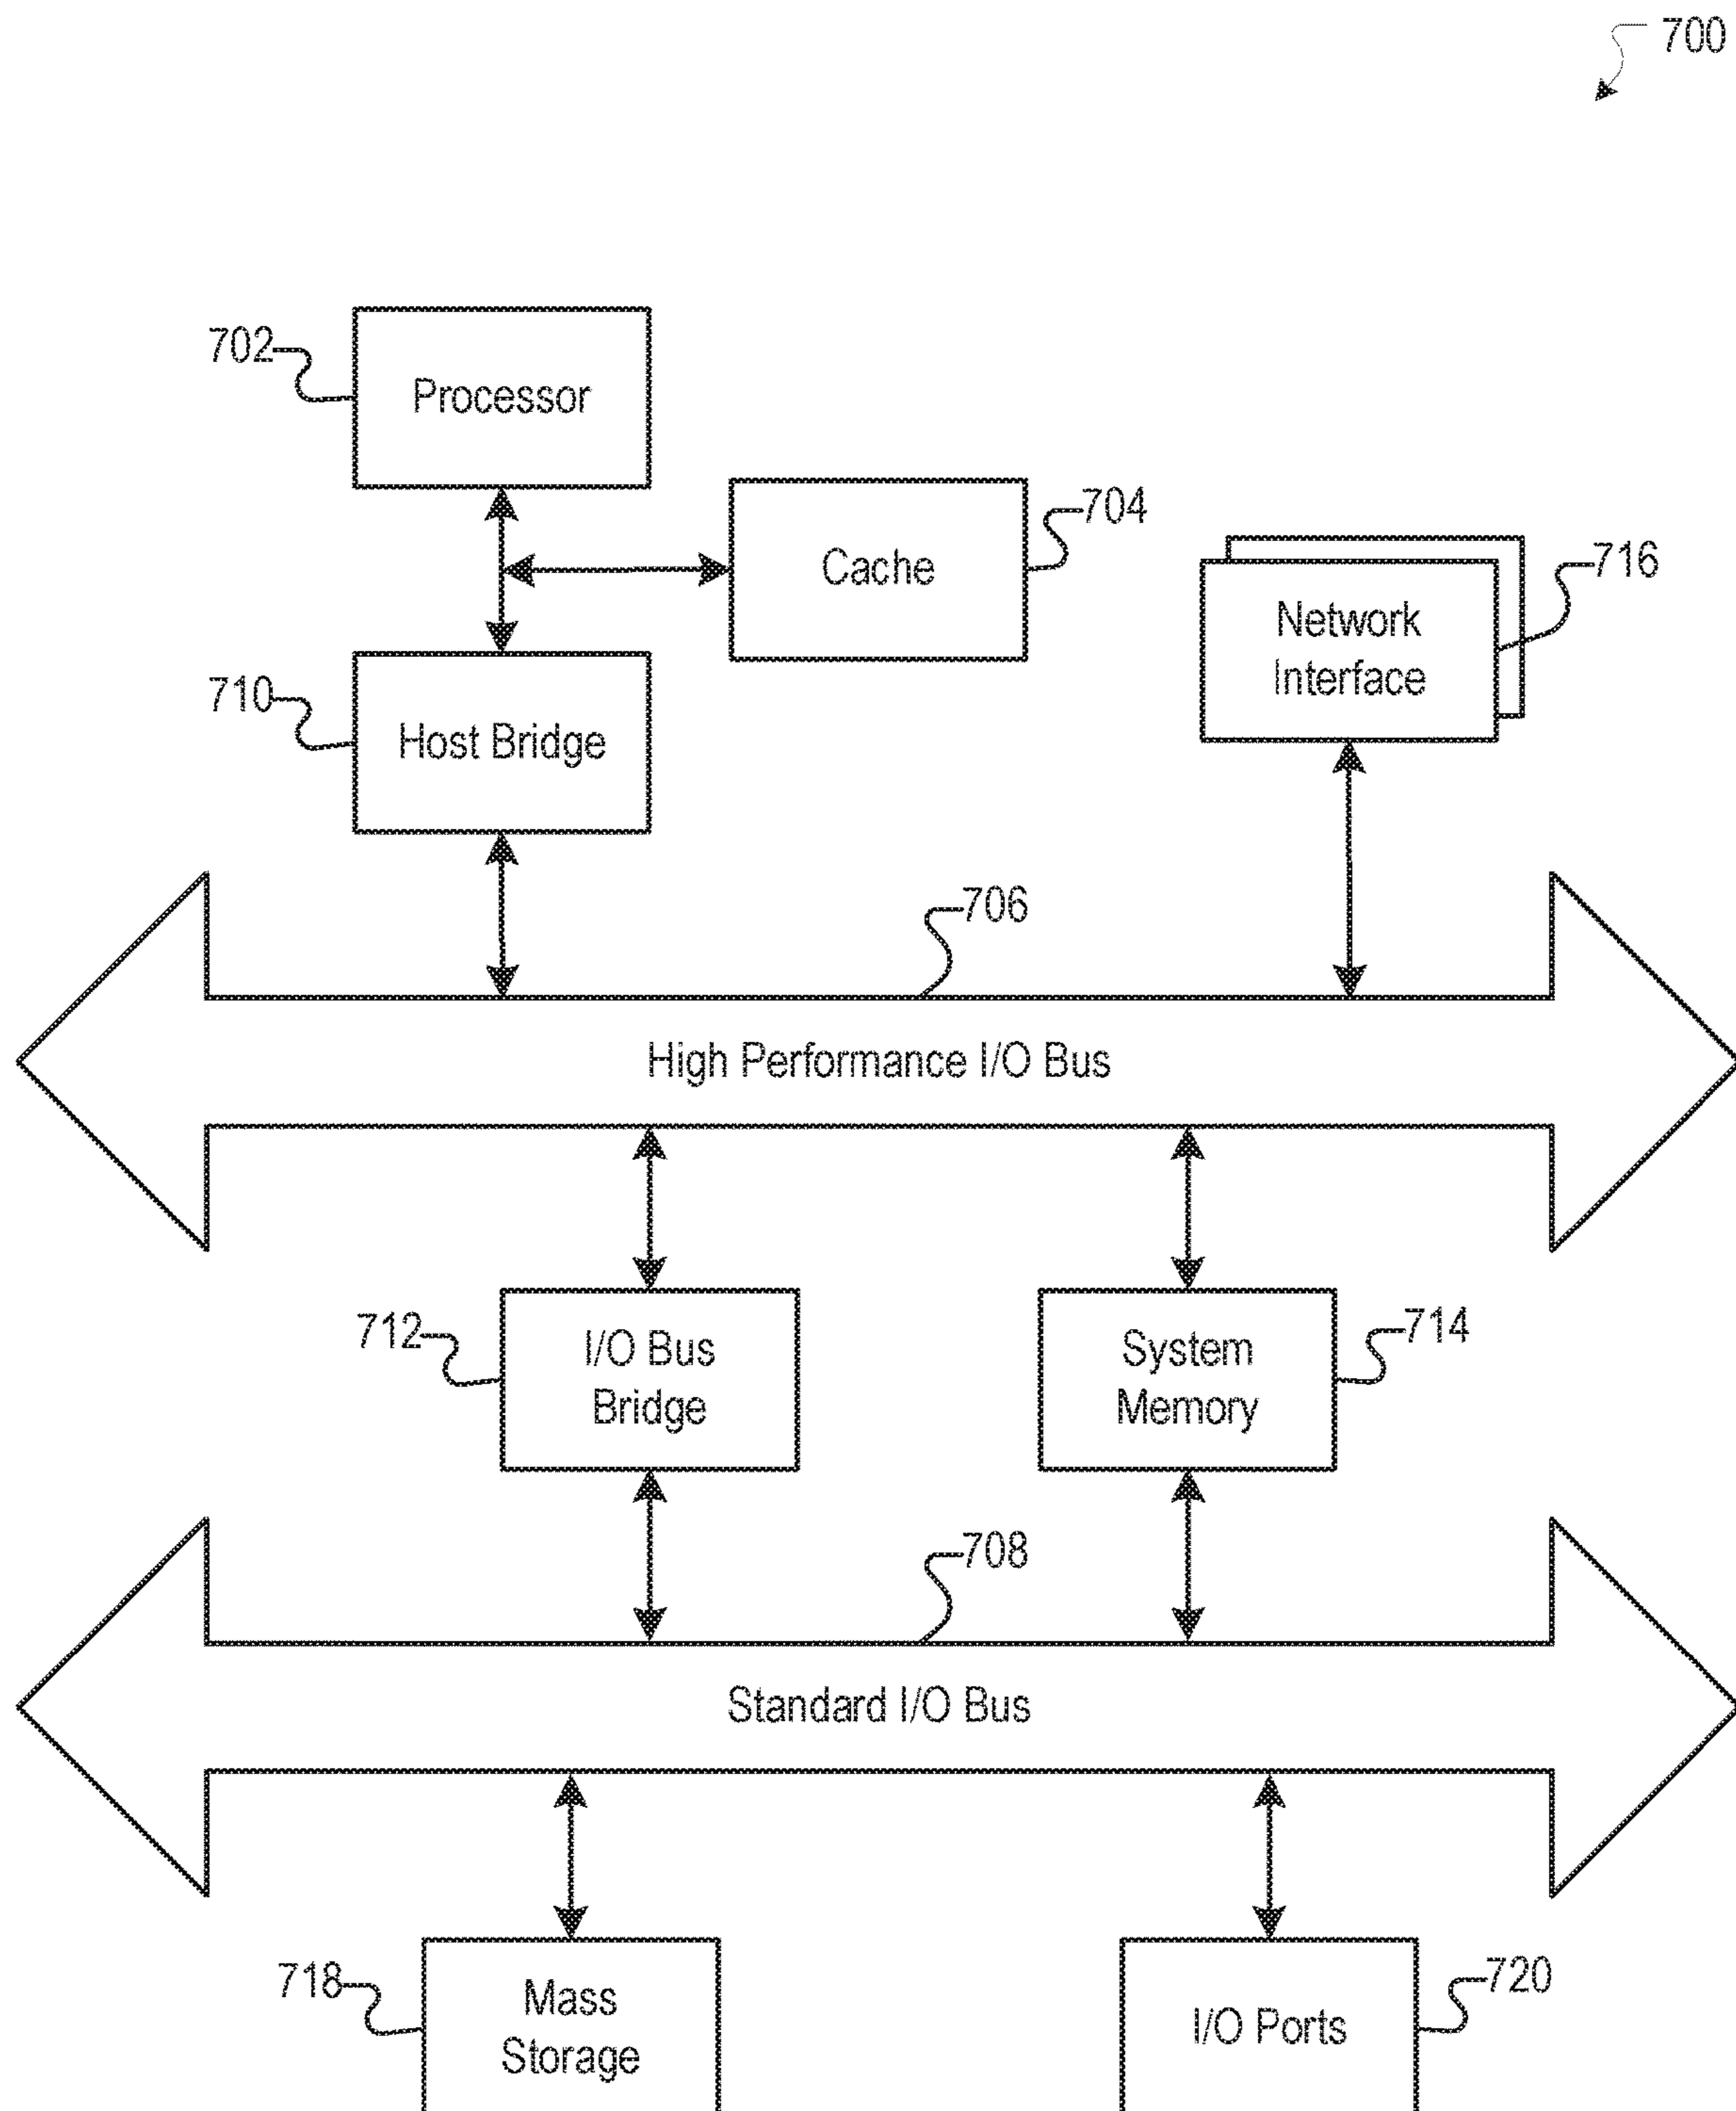 700
702
Processor
704
Cache
716
Network
Interface
710
Host Bridge
706
High Performance I/O Bus
712
I/O Bus
Bridge
714
System
Memory
708
Standard I/O Bus
718
Mass
Storage
720
I/O Ports